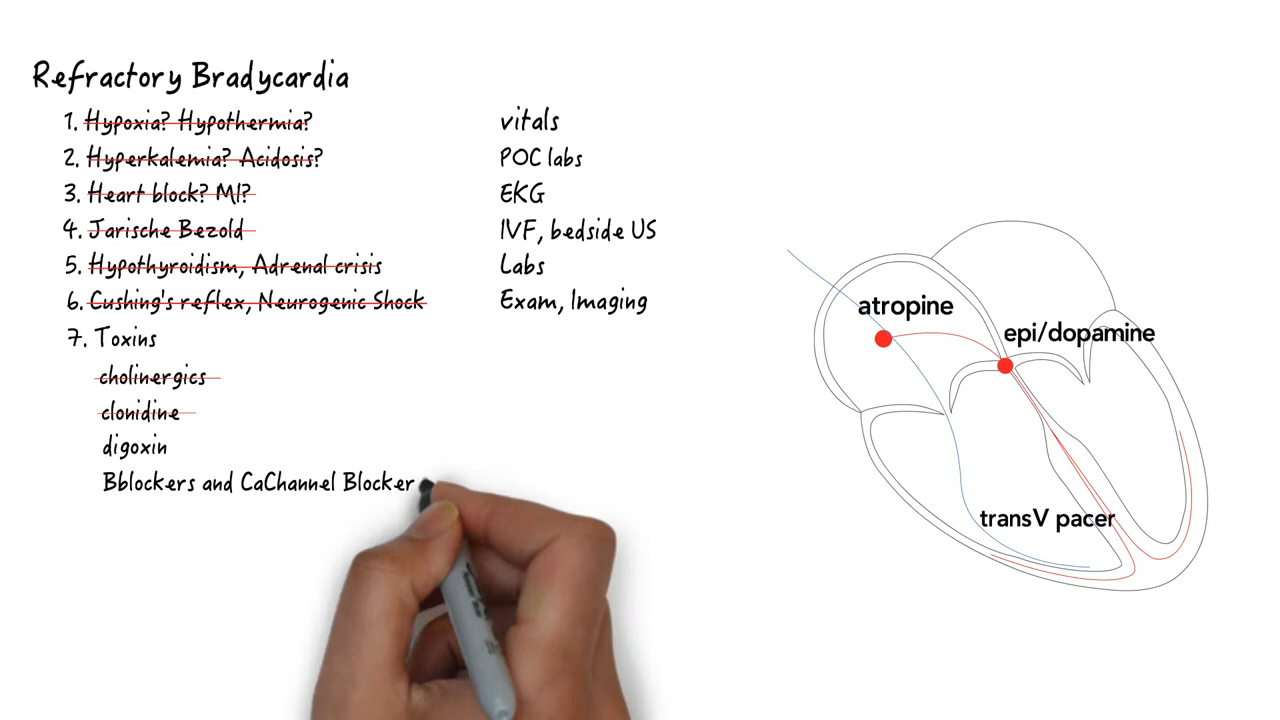 Refractory Bradycardia
1. Hypoxia? Hypothermia? vitals
2. Hyperkalemia? Acidosis? POC labs
3. Heart block? MI? EKG
4. Jarische Bezold IVF, bedside US
5. Hypothyroidism, Adrenal crisis Labs
6. Cushing's reflex, Neurogenic Shock Exam, Imaging
7. Toxins
cholinergics
clonidine
digoxin
Bblockers and CaChannel Blocker
atropine
epi/dopamine
transV pacer